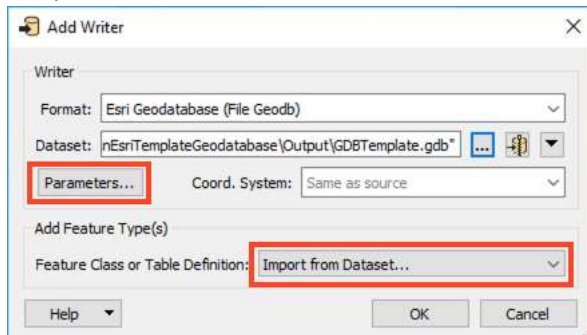 Add Writer
Writer
Format: Esri Geodatabase (File Geodb)
Dataset: nEsriTemplateGeodatabase\Output\GDBTemplate.gdb" ...
Parameters... Coord. System: Same as source
Add Feature Type(s)
Feature Class or Table Definition: Import from Dataset...
Help OK Cancel